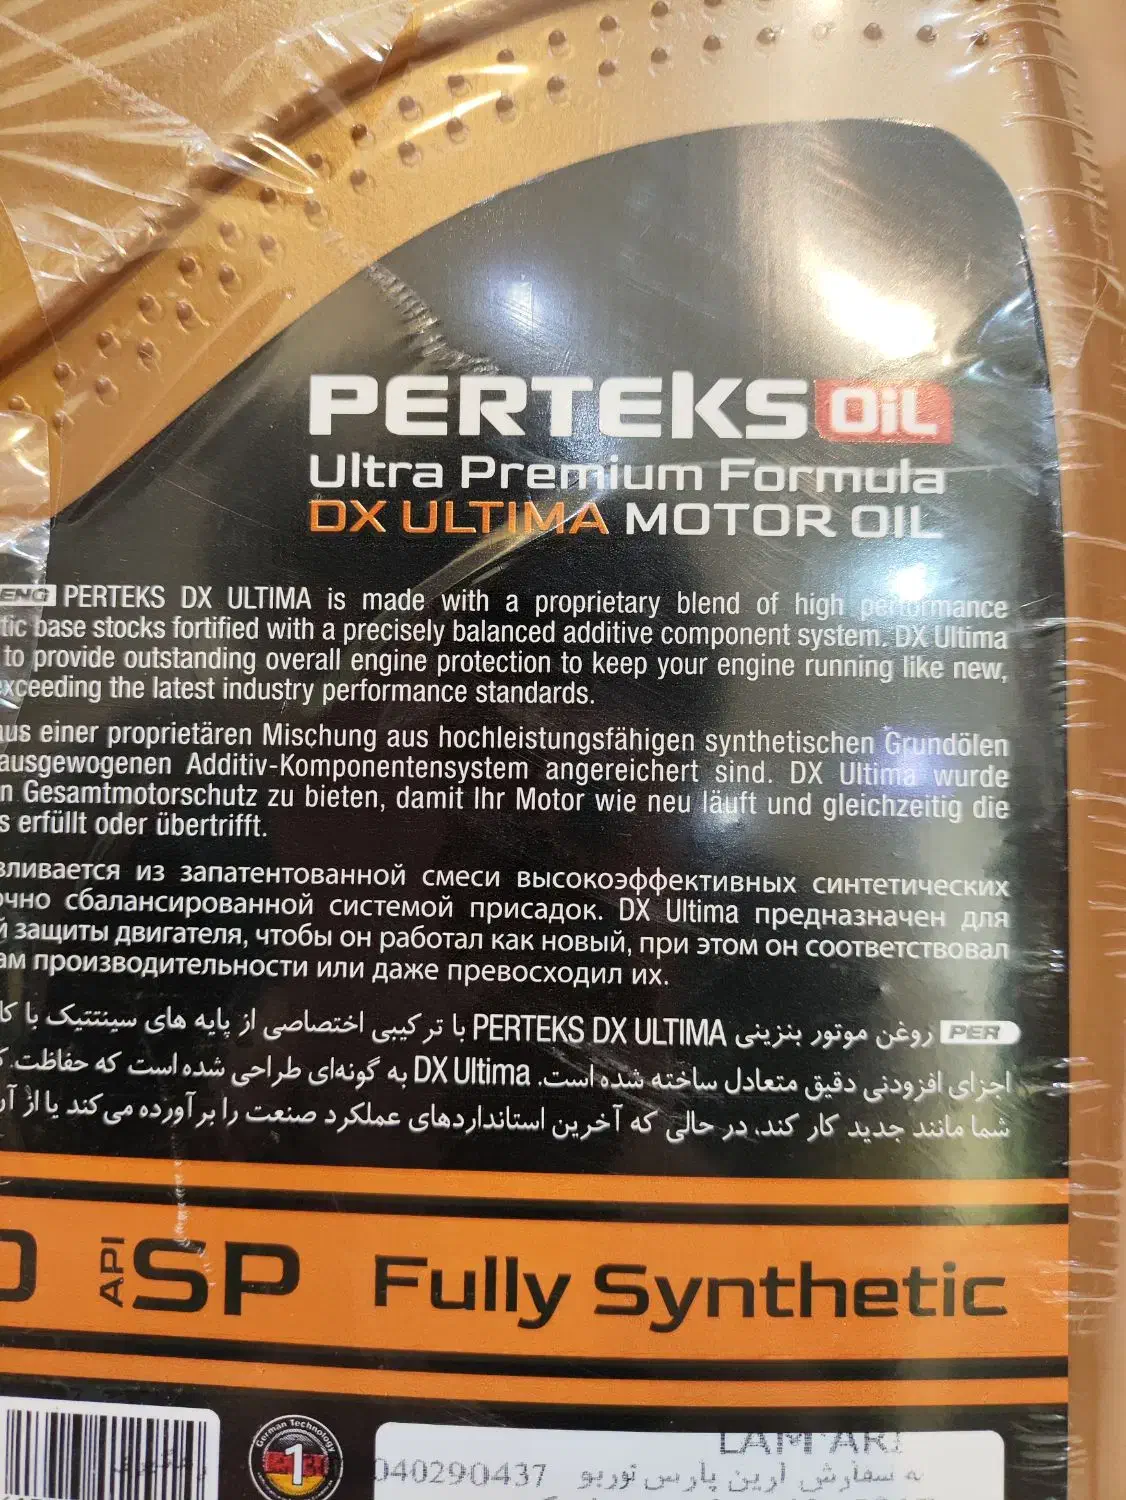 PERTEKS OiL
Ultra Premium Formula
DX ULTIMA MOTOR OIL
ENG PERTEKS DX ULTIMA is made with a proprietary blend of high performance
tic base stocks fortified with a precisely balanced additive component system. DX Ultima
to provide outstanding overall engine protection to keep your engine running like new,
exceeding the latest industry performance standards.
aus einer proprietären Mischung aus hochleistungsfähigen synthetischen Grundölen
ausgewogenen Additiv-Komponentensystem angereichert sind. DX Ultima wurde
n Gesamtmotorschutz zu bieten, damit Ihr Motor wie neu läuft und gleichzeitig die
s erfüllt oder übertrifft.
вливается из запатентованной смеси высокоэффективных синтетических
очно сбалансированной системой присадок. DX Ultima предназначен для
й защиты двигателя, чтобы он работал как новый, при этом он соответствовал
ам производительности или даже превосходил их.
PER روغن موتور بنزینی PERTEKS DX ULTIMA با ترکیبی اختصاصی از پایه های سینتتیک با کا
اجزای افزودنی دقیق متعادل ساخته شده است. DX Ultima به گونه‌ای طراحی شده است که حفاظت
شما مانند جدید کار کند، در حالی که آخرین استانداردهای عملکرد صنعت را برآورده می‌کند یا از آن
API SP Fully Synthetic
German Technology
1
040290437
به سفارش آرین پارس توربو